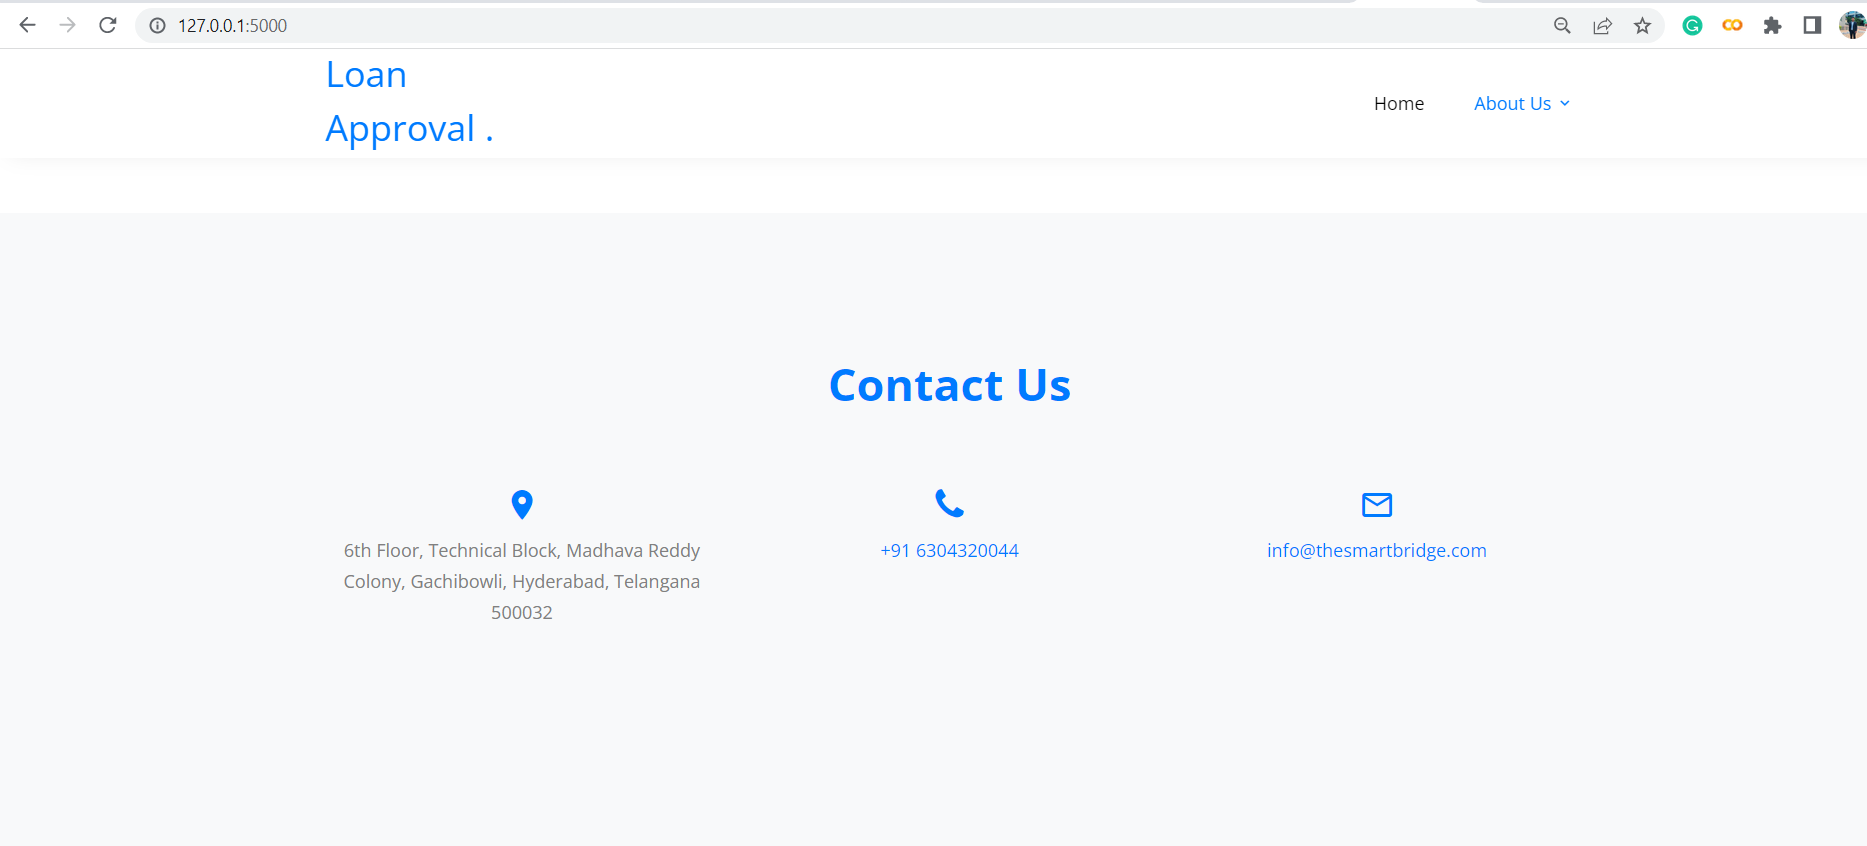 127.0.0.1:5000
Loan
Approval .
Home
About Us
Contact Us
6th Floor, Technical Block, Madhava Reddy
Colony, Gachibowli, Hyderabad, Telangana
500032
+91 6304320044
info@thesmartbridge.com